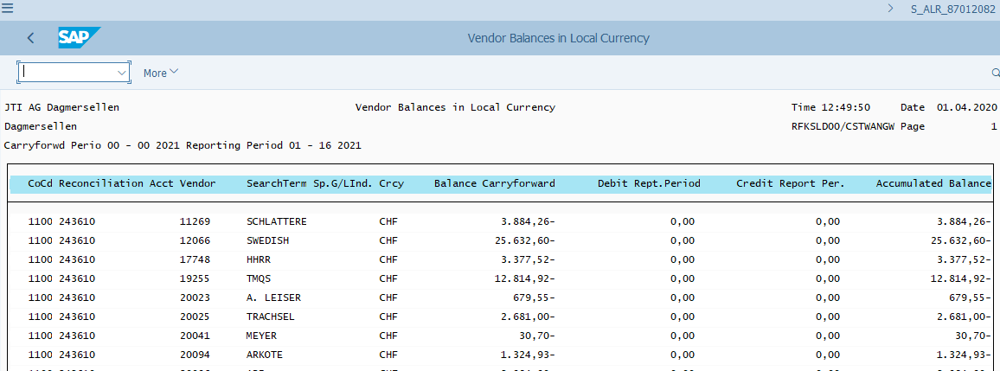 S_ALR_87012082
SAP Vendor Balances in Local Currency
More
JTI AG Dagmersellen Vendor Balances in Local Currency Time 12:49:50 Date 01.04.2020
Dagmersellen RFKSLD00/CSTWANGW Page 1
Carryforwd Perio 00 - 00 2021 Reporting Period 01 - 16 2021
CoCd Reconciliation Acct Vendor SearchTerm Sp.G/LInd. Crcy Balance Carryforward Debit Rept.Period Credit Report Per. Accumulated Balance
1100 243610 11269 SCHLATTERE CHF 3.884,26- 0,00 0,00 3.884,26-
1100 243610 12066 SWEDISH CHF 25.632,60- 0,00 0,00 25.632,60-
1100 243610 17748 HHRR CHF 3.377,52- 0,00 0,00 3.377,52-
1100 243610 19255 TMQS CHF 12.814,92- 0,00 0,00 12.814,92-
1100 243610 20023 A. LEISER CHF 679,55- 0,00 0,00 679,55-
1100 243610 20025 TRACHSEL CHF 2.681,00- 0,00 0,00 2.681,00-
1100 243610 20041 MEYER CHF 30,70- 0,00 0,00 30,70-
1100 243610 20094 ARKOTE CHF 1.324,93- 0,00 0,00 1.324,93-